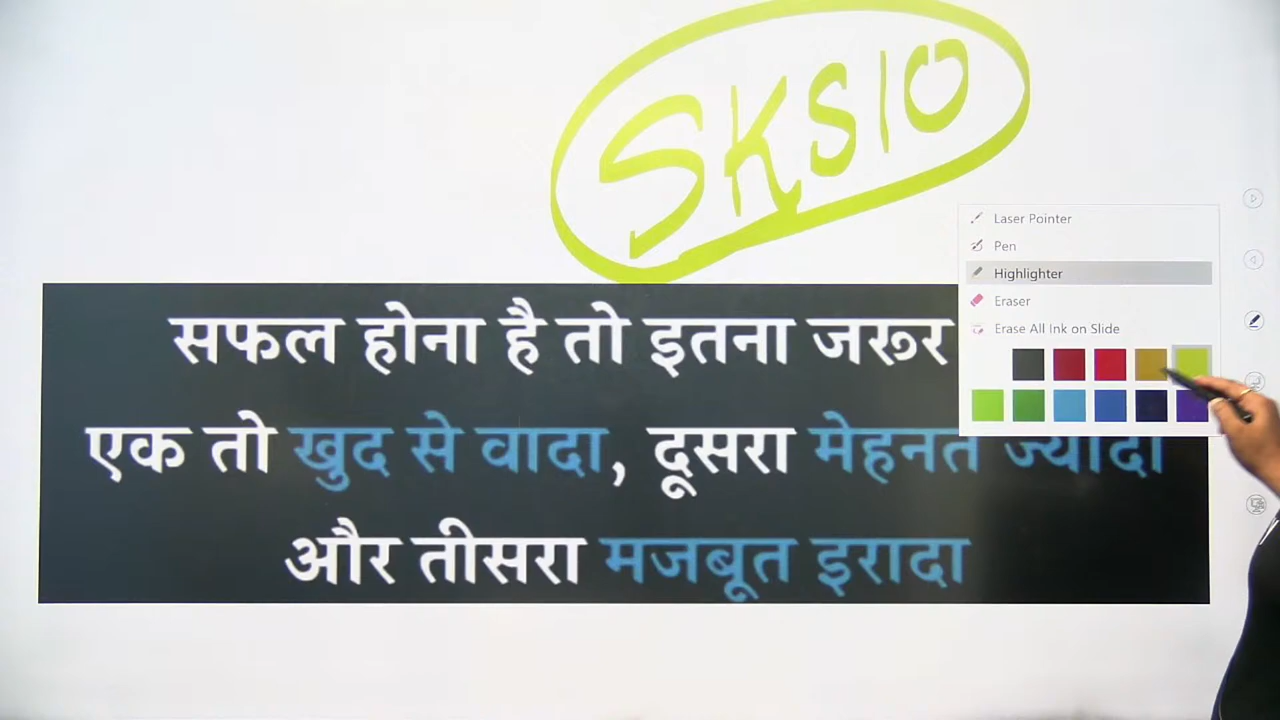 SKS10
Laser Pointer
Pen
Highlighter
Eraser
Erase All Ink on Slide
सफल होना है तो इतना जरूर
एक तो खुद से वादा, दूसरा मेहनत ज्यादा
और तीसरा मजबूत इरादा